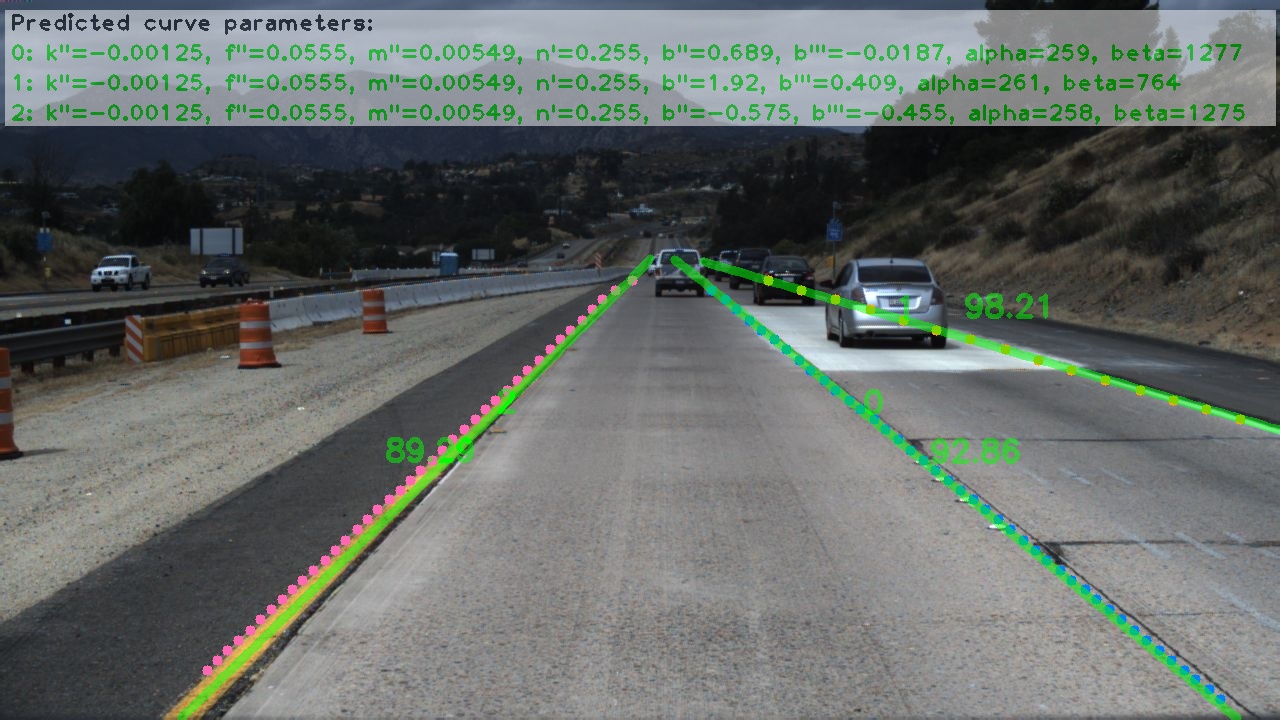 Predicted curve parameters:
0: k''=-0.00125, f''=0.0555, m''=0.00549, n'=0.255, b''=0.689, b'''=-0.0187, alpha=259, beta=1277
1: k''=-0.00125, f''=0.0555, m''=0.00549, n'=0.255, b''=1.92, b'''=0.409, alpha=261, beta=764
2: k''=-0.00125, f''=0.0555, m''=0.00549, n'=0.255, b''=-0.575, b'''=-0.455, alpha=258, beta=1275
1 98.21
0
92.86